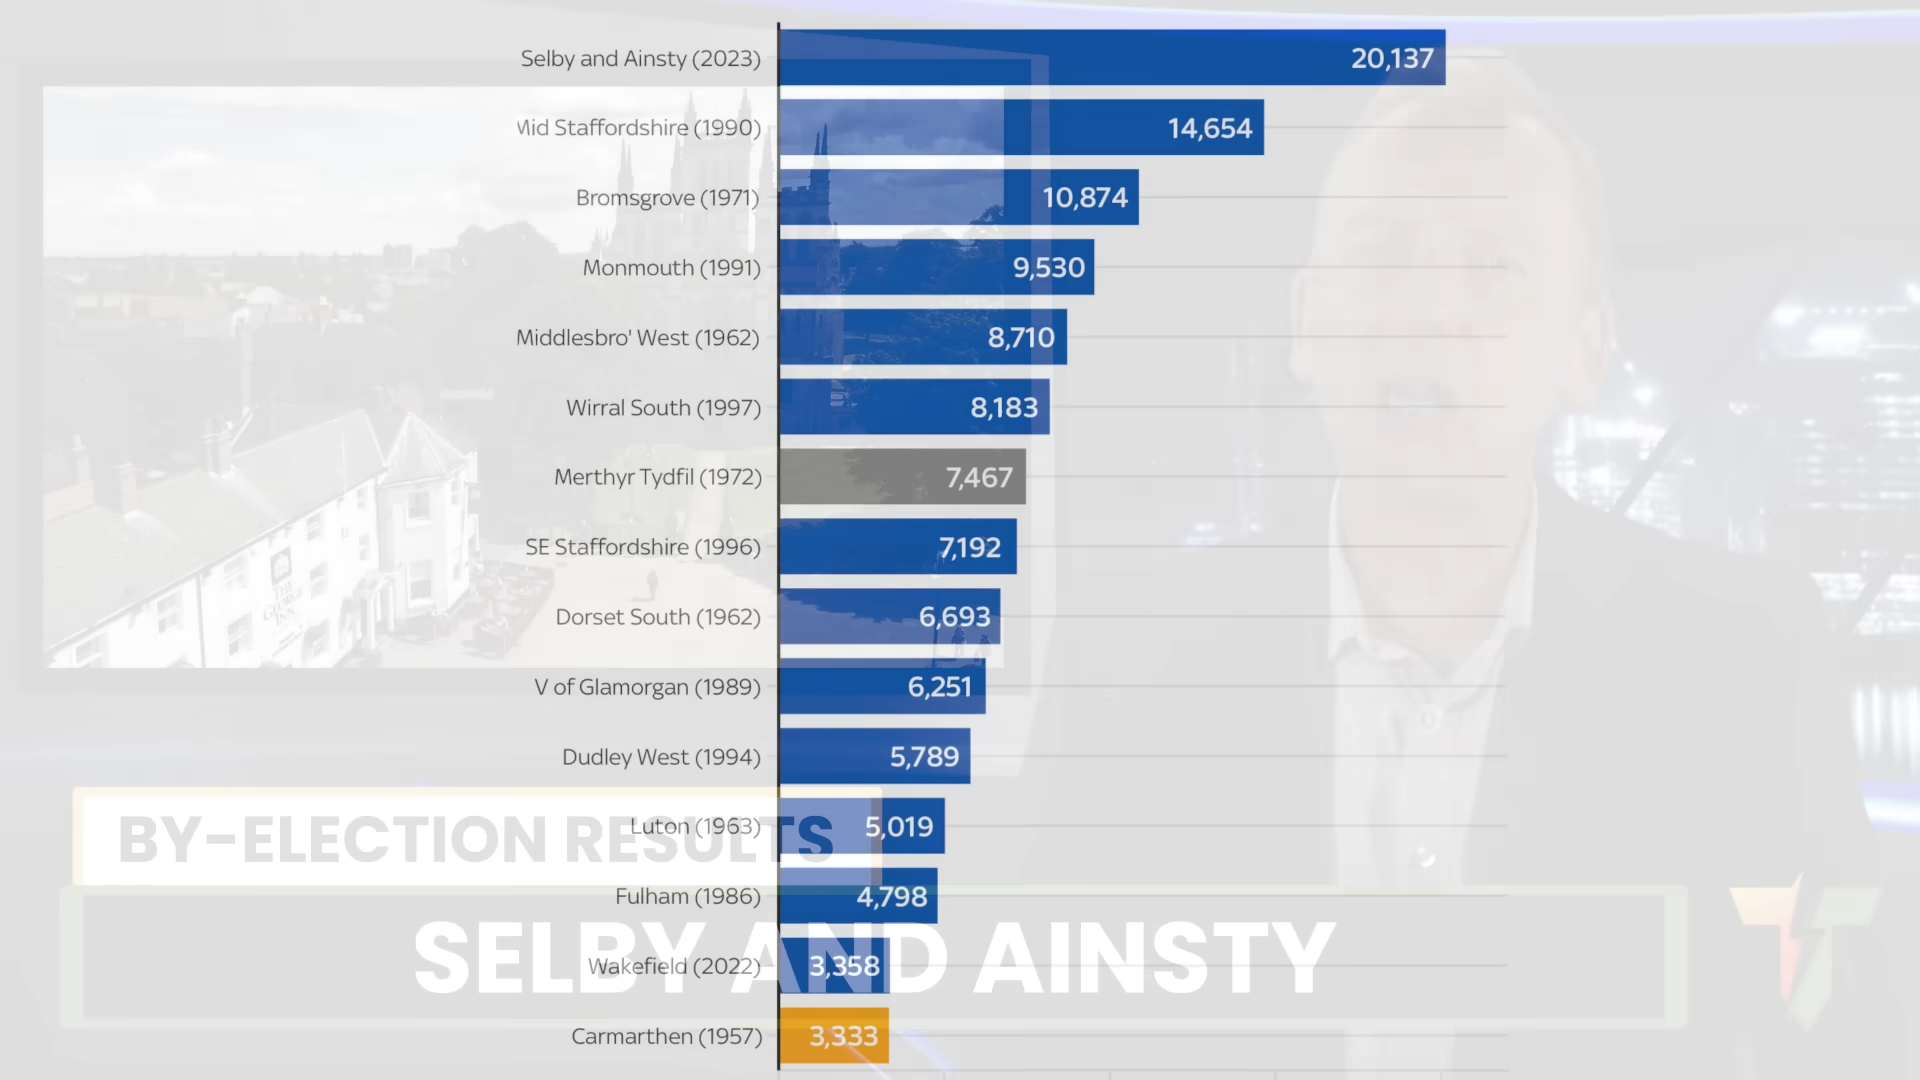 Selby and Ainsty (2023) 20,137
Mid Staffordshire (1990) 14,654
Bromsgrove (1971) 10,874
Monmouth (1991) 9,530
Middlesbro' West (1962) 8,710
Wirral South (1997) 8,183
Merthyr Tydfil (1972) 7,467
SE Staffordshire (1996) 7,192
Dorset South (1962) 6,693
V of Glamorgan (1989) 6,251
Dudley West (1994) 5,789
Luton (1963) 5,019
Fulham (1986) 4,798
Wakefield (2022) 3,358
Carmarthen (1957) 3,333
THE
GEORGE
INN
BY-ELECTION RESULTS
SELBY AND AINSTY